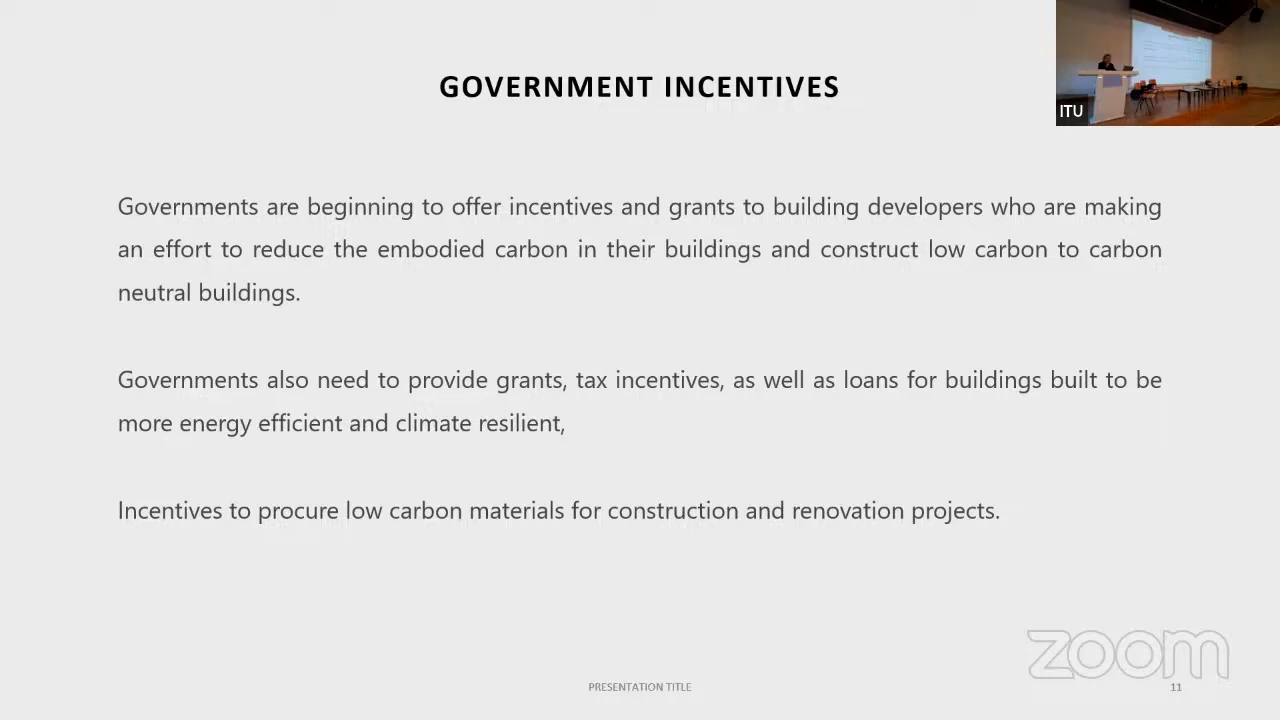 GOVERNMENT INCENTIVES
ITU
Governments are beginning to offer incentives and grants to building developers who are making
an effort to reduce the embodied carbon in their buildings and construct low carbon to carbon
neutral buildings.
Governments also need to provide grants, tax incentives, as well as loans for buildings built to be
more energy efficient and climate resilient,
Incentives to procure low carbon materials for construction and renovation projects.
zoom
PRESENTATION TITLE
11